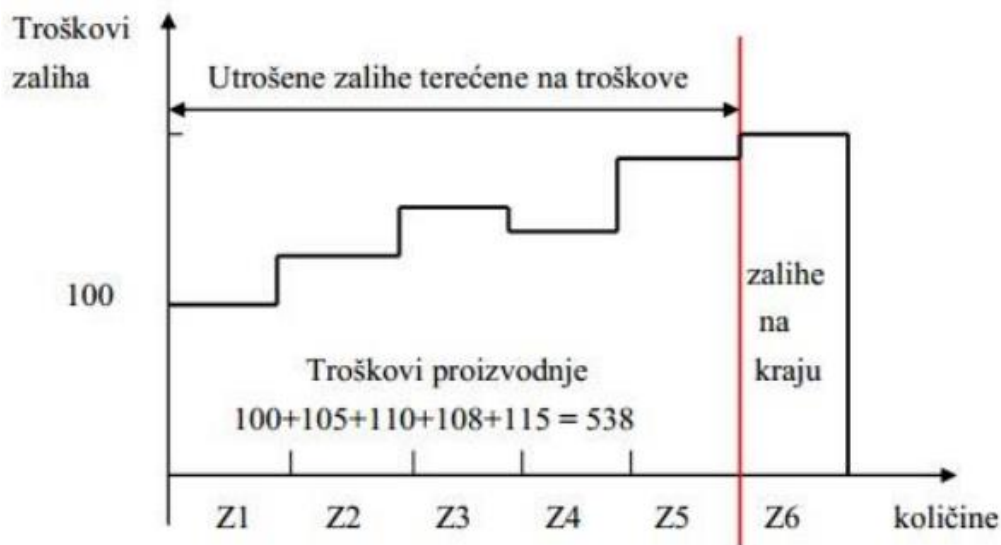 Troškovi
zaliha
Utrošene zalihe terećene na troškove
100
zalihe
na
kraju
Troškovi proizvodnje
100+105+110+108+115 = 538
Z1 Z2 Z3 Z4 Z5 Z6 količine